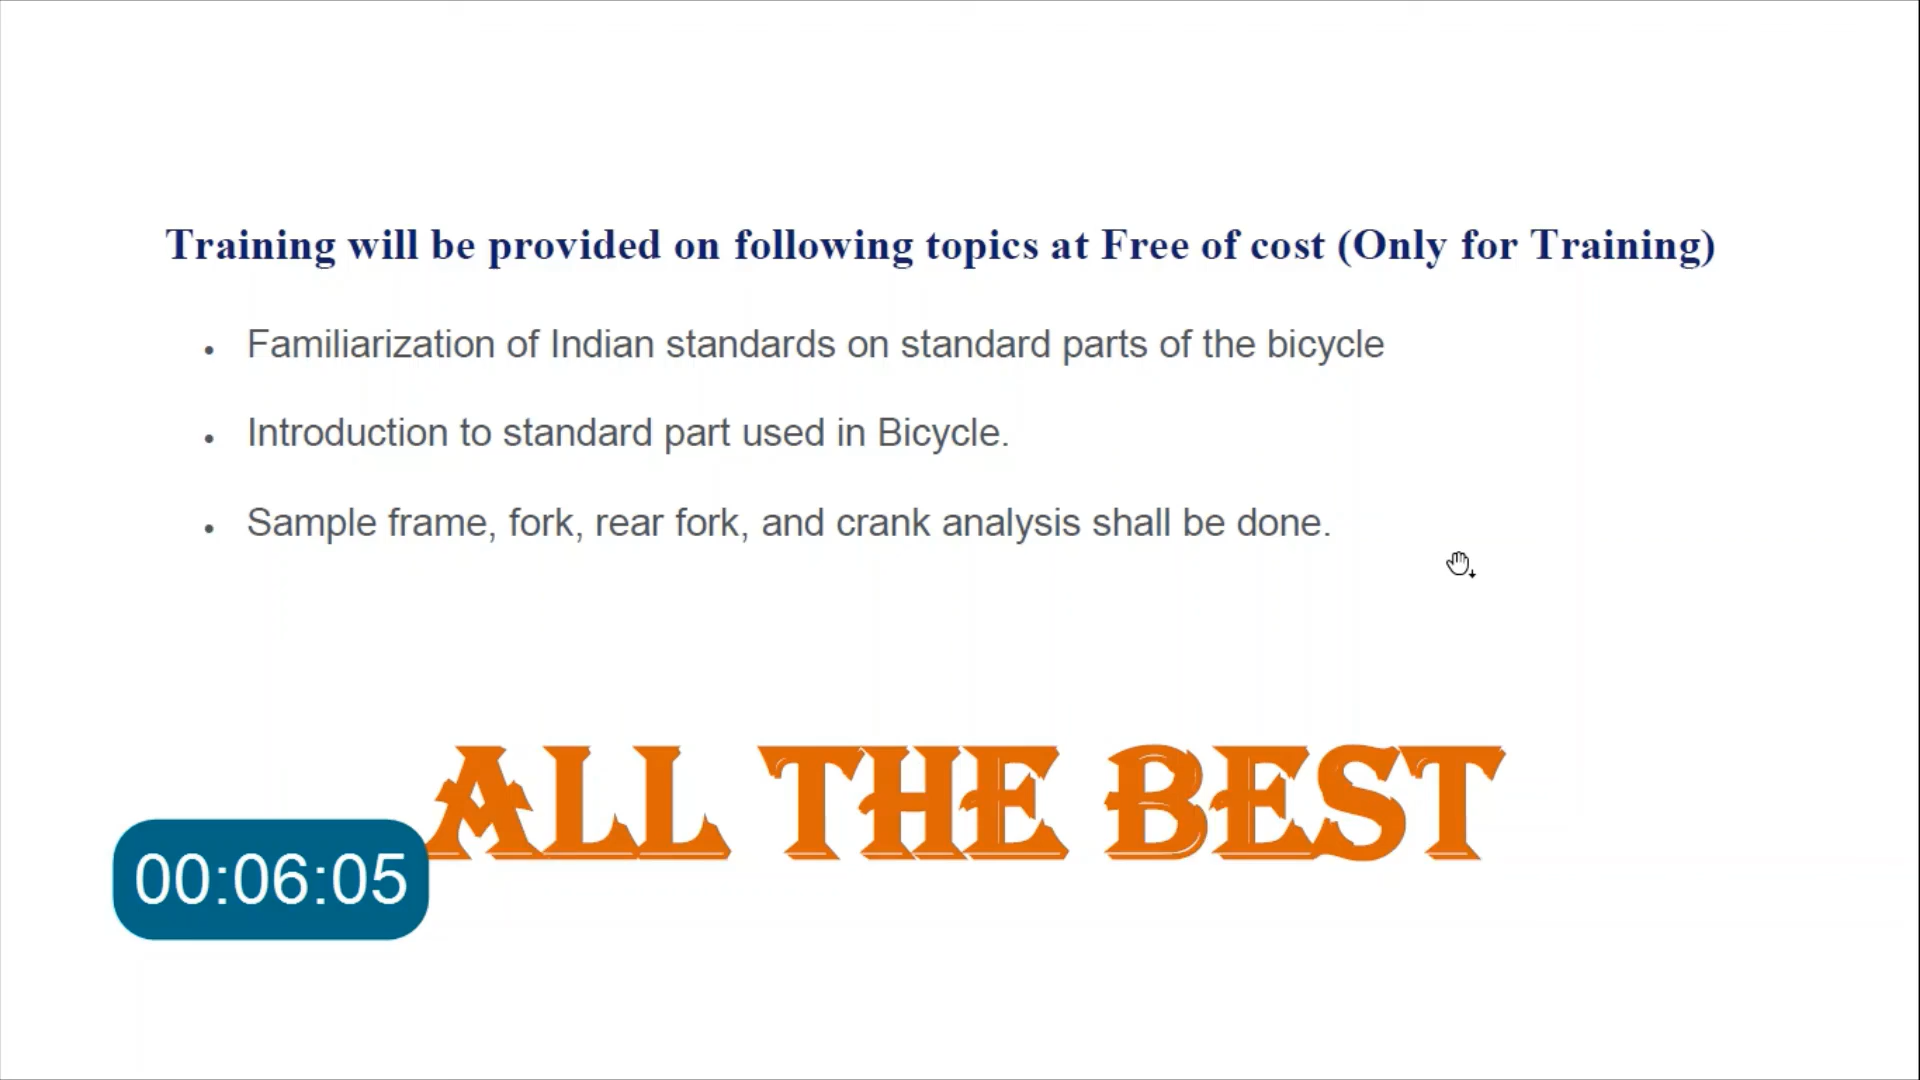 Training will be provided on following topics at Free of cost (Only for Training)
• Familiarization of Indian standards on standard parts of the bicycle
• Introduction to standard part used in Bicycle.
• Sample frame, fork, rear fork, and crank analysis shall be done.
ALL THE BEST
00:06:05